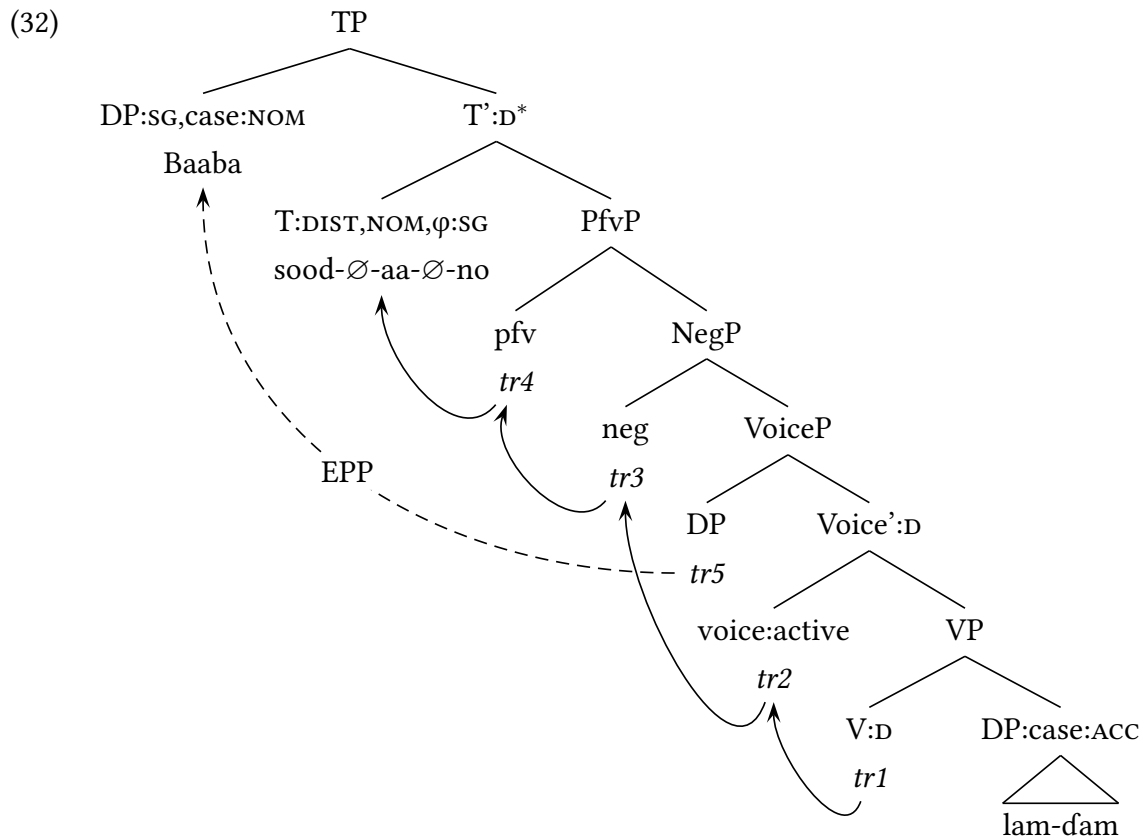 (32)
TP
DP:SG,case:NOM T’:D*
Baaba
T:DIST,NOM,φ:SG PfvP
sood-∅-aa-∅-no
pfv NegP
tr4
neg VoiceP
EPP tr3
DP Voice’:D
tr5
voice:active VP
tr2
V:D DP:case:ACC
tr1
lam-ɗam